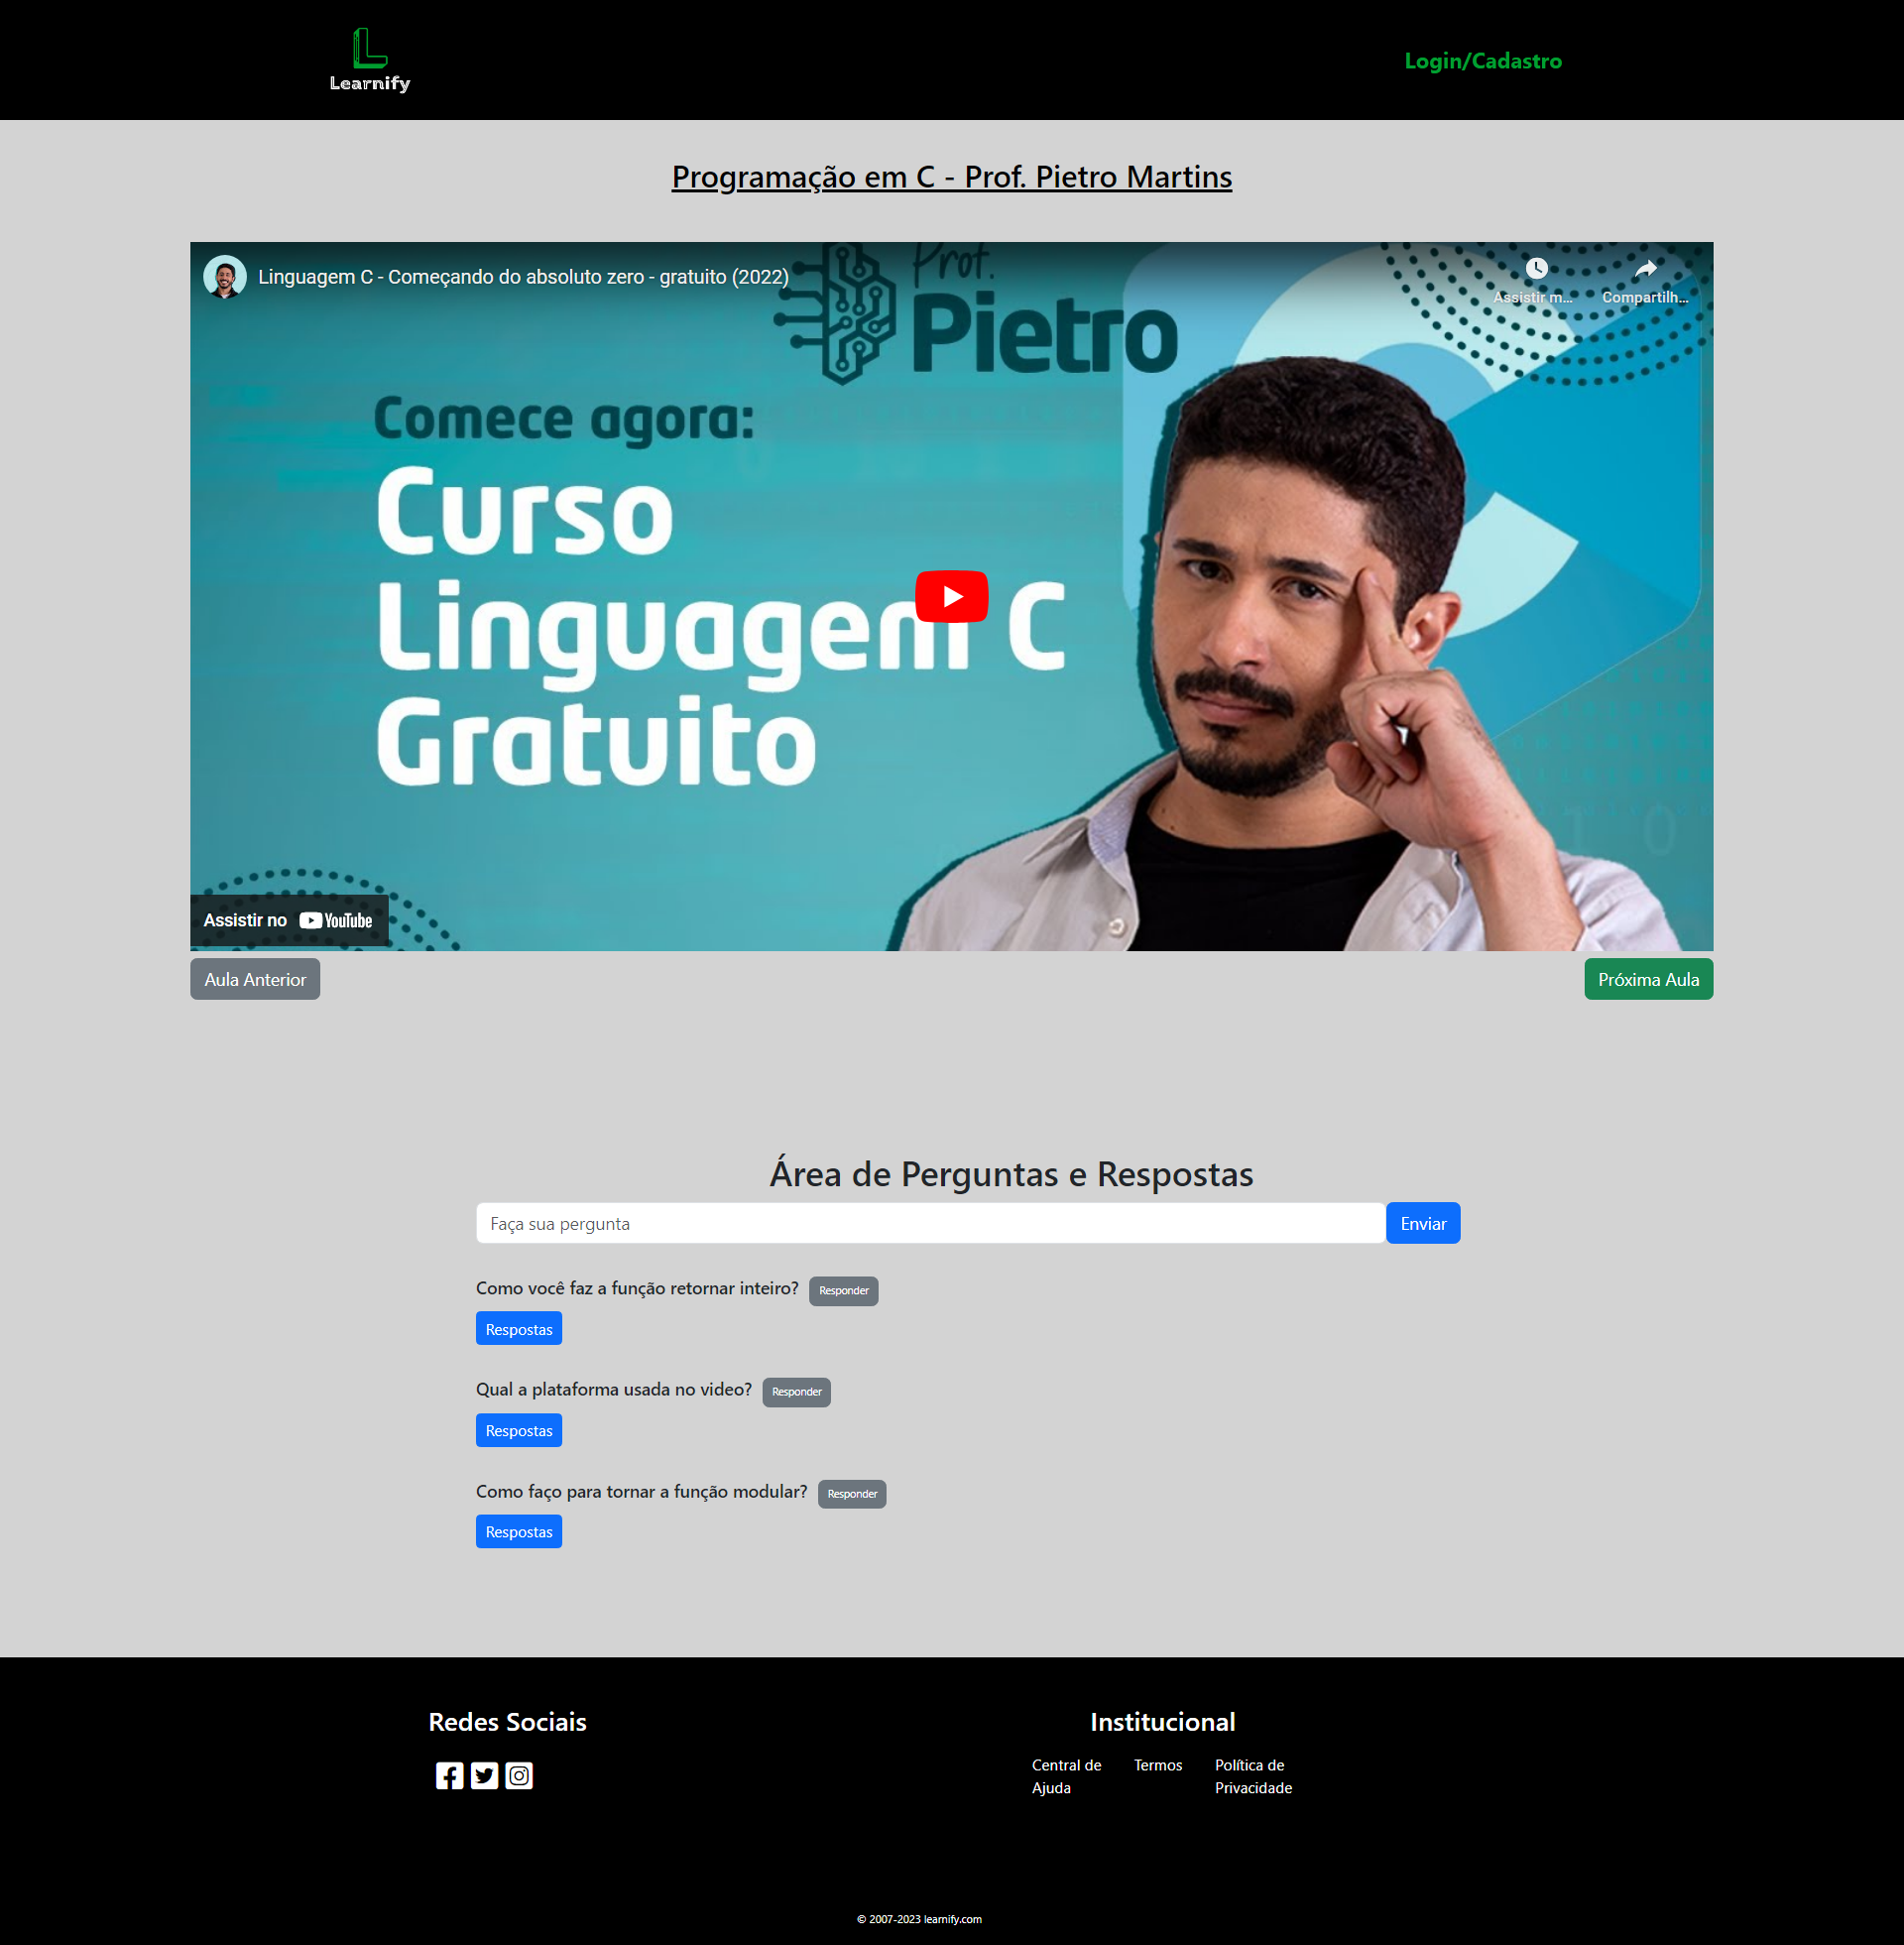 Learnify
Login/Cadastro
Programação em C - Prof. Pietro Martins
Linguagem C - Começando do absoluto zero - gratuito (2022)
Assistir m...
Compartilh...
Prof.
Pietro
Comece agora:
Curso
Linguagem C
Gratuito
1 0
Assistir no YouTube
Aula Anterior
Próxima Aula
Área de Perguntas e Respostas
Faça sua pergunta
Enviar
Como você faz a função retornar inteiro? Responder
Respostas
Qual a plataforma usada no video? Responder
Respostas
Como faço para tornar a função modular? Responder
Respostas
Redes Sociais
Institucional
Central de
Ajuda
Termos
Política de
Privacidade
© 2007-2023 learnify.com